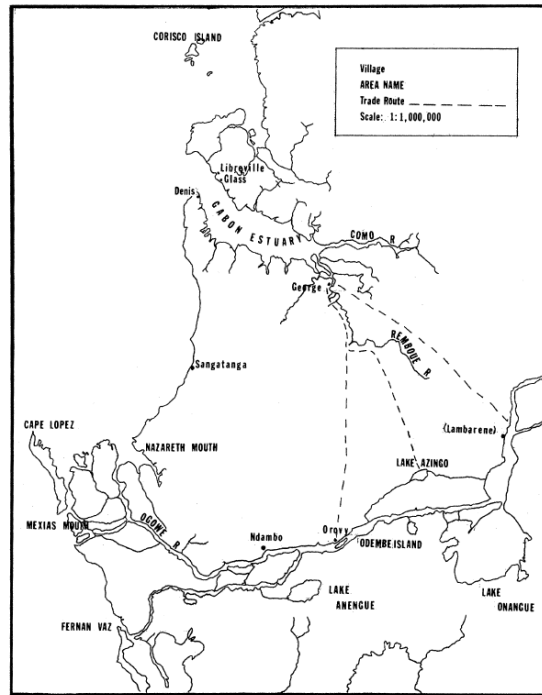 CORISCO ISLAND
Village
AREA NAME
Trade Route
Scale: 1:1,000,000
Libreville
Glass
Denis
GABON ESTUARY
COMO R
George
REMBOUE R
Sangatanga
CAPE LOPEZ
(Lambarene)
NAZARETH MOUTH
LAKE AZINGO
MEXIAS MOUTH
OGOWE R
Orovy
Ndambo
ODEMBE ISLAND
LAKE
ANENGUE
LAKE
ONANGUE
FERNAN VAZ